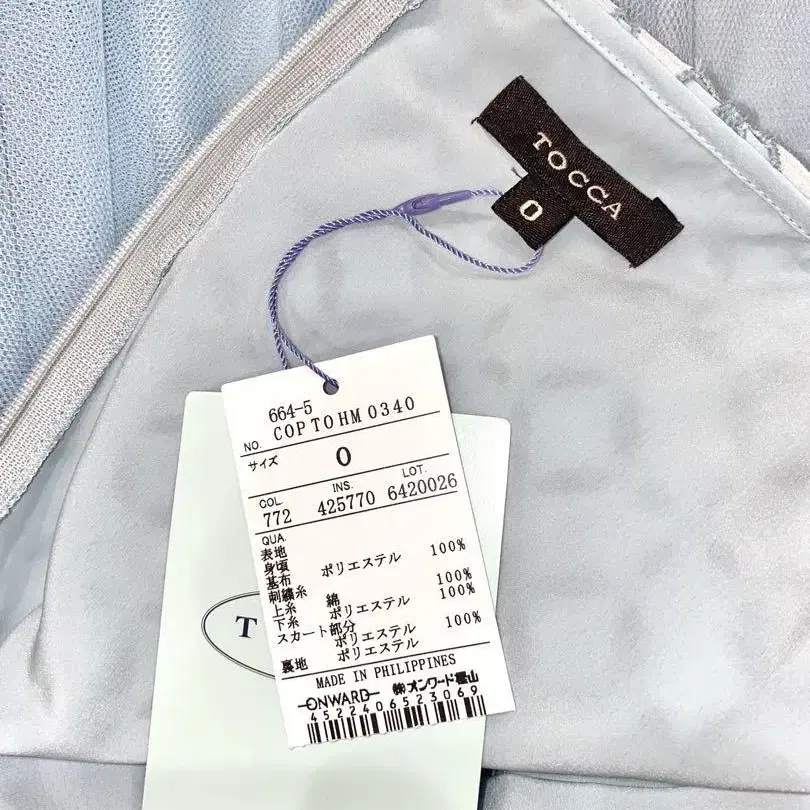 TOCCA
0
664-5
NO. COPTOHM0340
サイズ 0
COL. INS. LOT.
772 425770 6420026
QUA.
表地
身頃
基布 ポリエステル 100%
刺繍糸
上糸 綿 100%
下糸 ポリエステル 100%
スカート部分
ポリエステル 100%
裏地 ポリエステル
MADE IN PHILIPPINES
ONWARD ㈱オンワード樫山
4522406523069
T